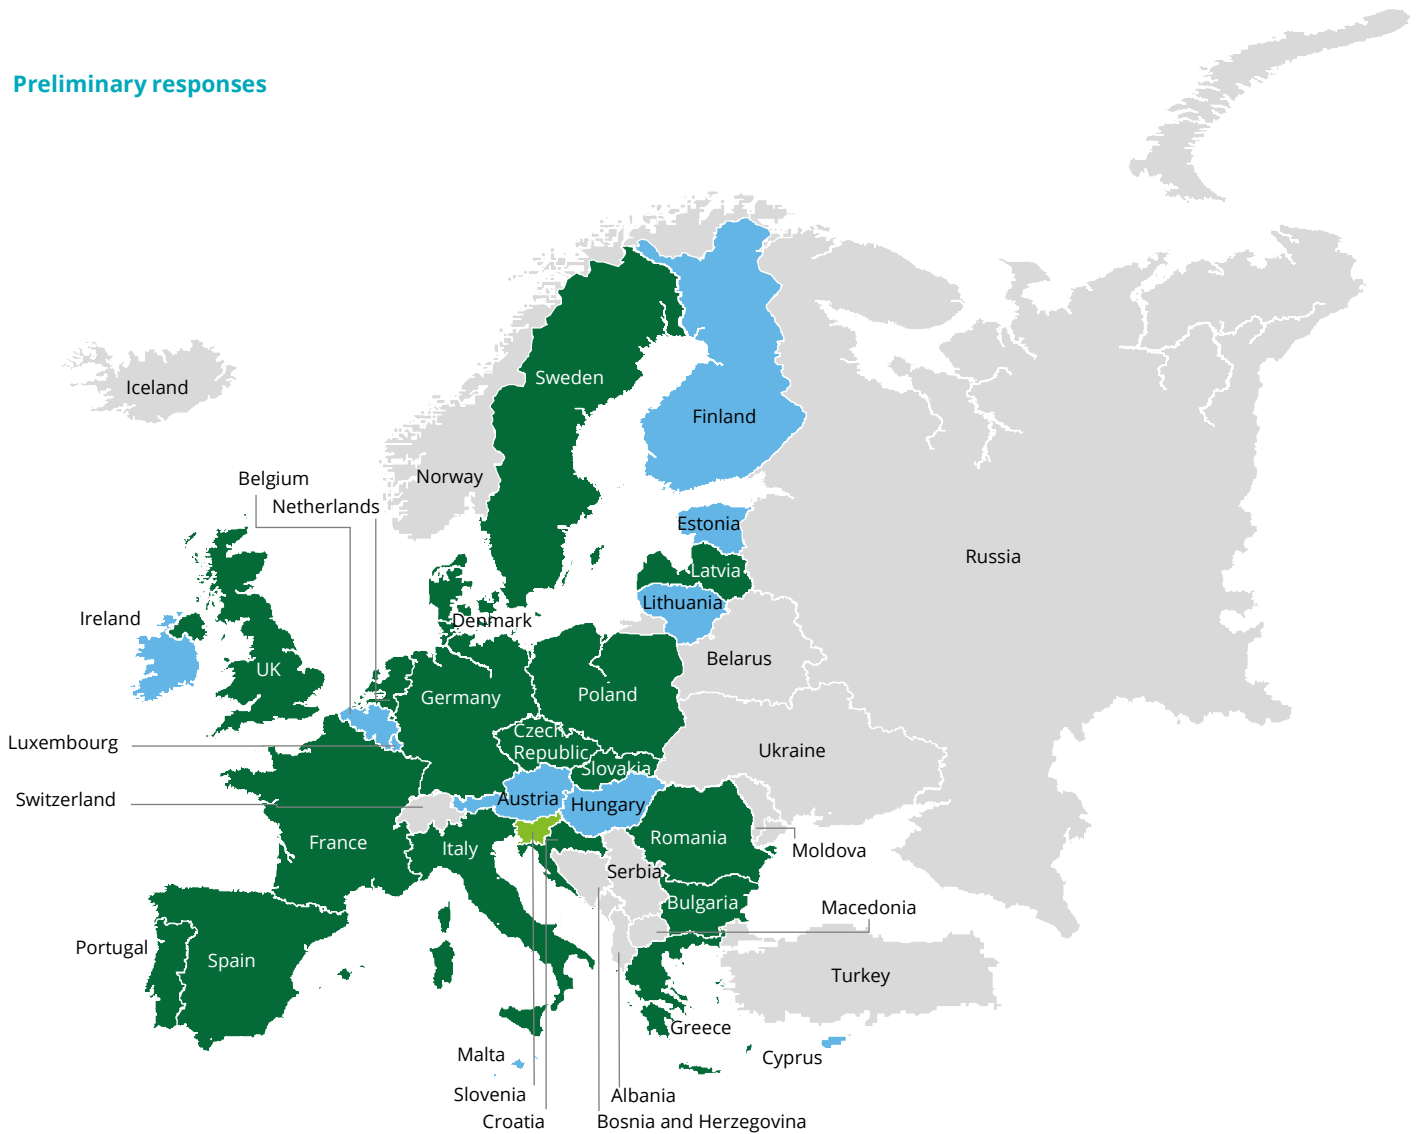 Preliminary responses
Iceland
Sweden
Finland
Norway
Belgium
Netherlands
Estonia
Russia
Latvia
Lithuania
Ireland
Denmark
Belarus
UK
Germany
Poland
Luxembourg
Czech
Republic
Ukraine
Slovakia
Switzerland
Austria
Hungary
France
Italy
Romania
Moldova
Serbia
Bulgaria
Macedonia
Portugal
Spain
Turkey
Greece
Malta
Cyprus
Slovenia
Albania
Croatia
Bosnia and Herzegovina